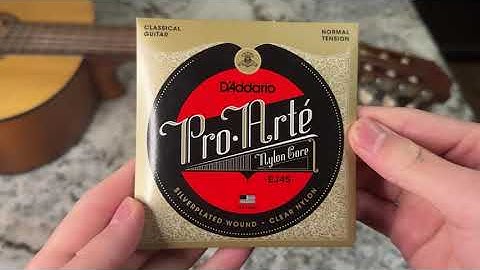 CLASSICAL
GUITAR
NORMAL
TENSION
D'Addario
Pro·Arté
Nylon Core
EJ45
SILVERPLATED WOUND · CLEAR NYLON